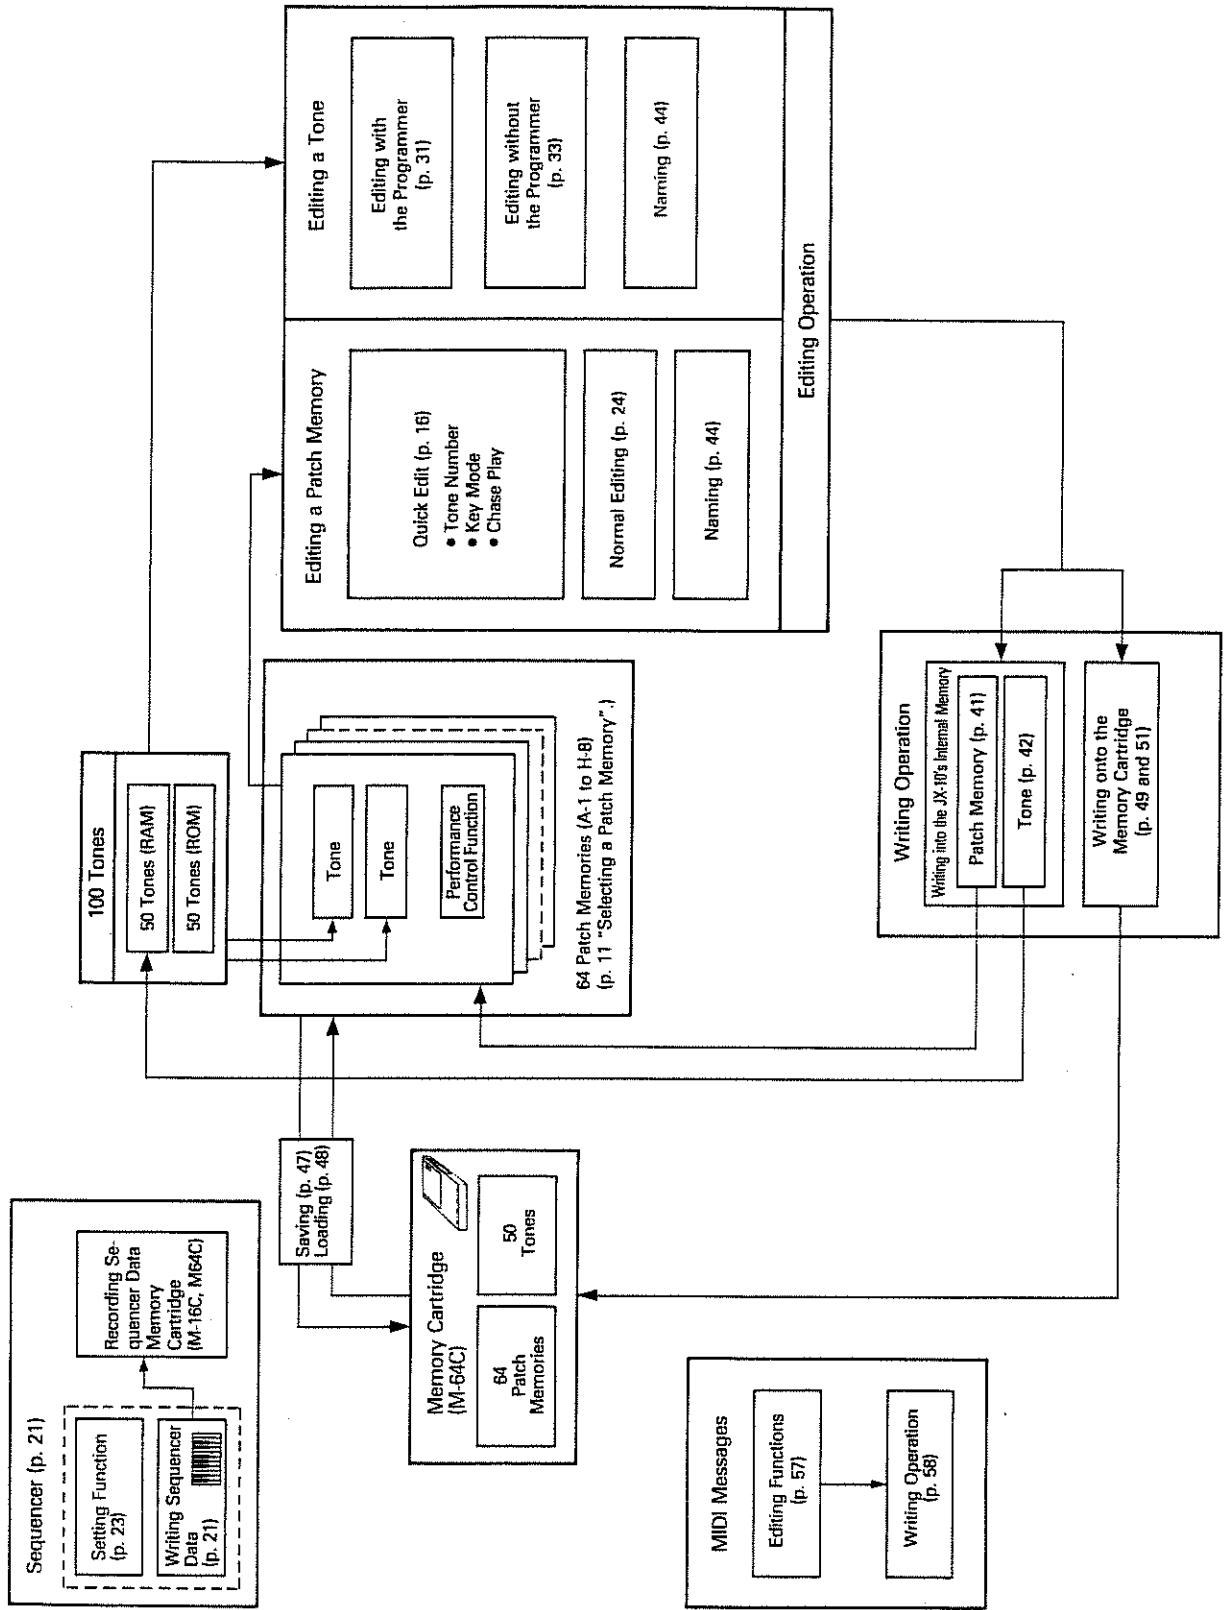 Sequencer (p. 21)
Setting Function
(p. 23)
Writing Sequencer
Data
(p. 21)
Recording Se-
quencer Data
Memory
Cartridge
(M-16C, M64C)
100 Tones
50 Tones (RAM)
50 Tones (ROM)
Saving (p. 47)
Loading (p. 48)
Tone
Tone
Performance
Control Function
64 Patch Memories (A-1 to H-8)
(p. 11 "Selecting a Patch Memory".)
Editing a Patch Memory
Quick Edit (p. 16)
• Tone Number
• Key Mode
• Chase Play
Normal Editing (p. 24)
Naming (p. 44)
Editing a Tone
Editing with
the Programmer
(p. 31)
Editing without
the Programmer
(p. 33)
Naming (p. 44)
Editing Operation
Memory Cartridge
(M-64C)
64
Patch
Memories
50
Tones
MIDI Messages
Editing Functions
(p. 57)
Writing Operation
(p. 58)
Writing Operation
Writing into the JX-10's Internal Memory
Patch Memory (p. 41)
Tone (p. 42)
Writing onto the
Memory Cartridge
(p. 49 and 51)